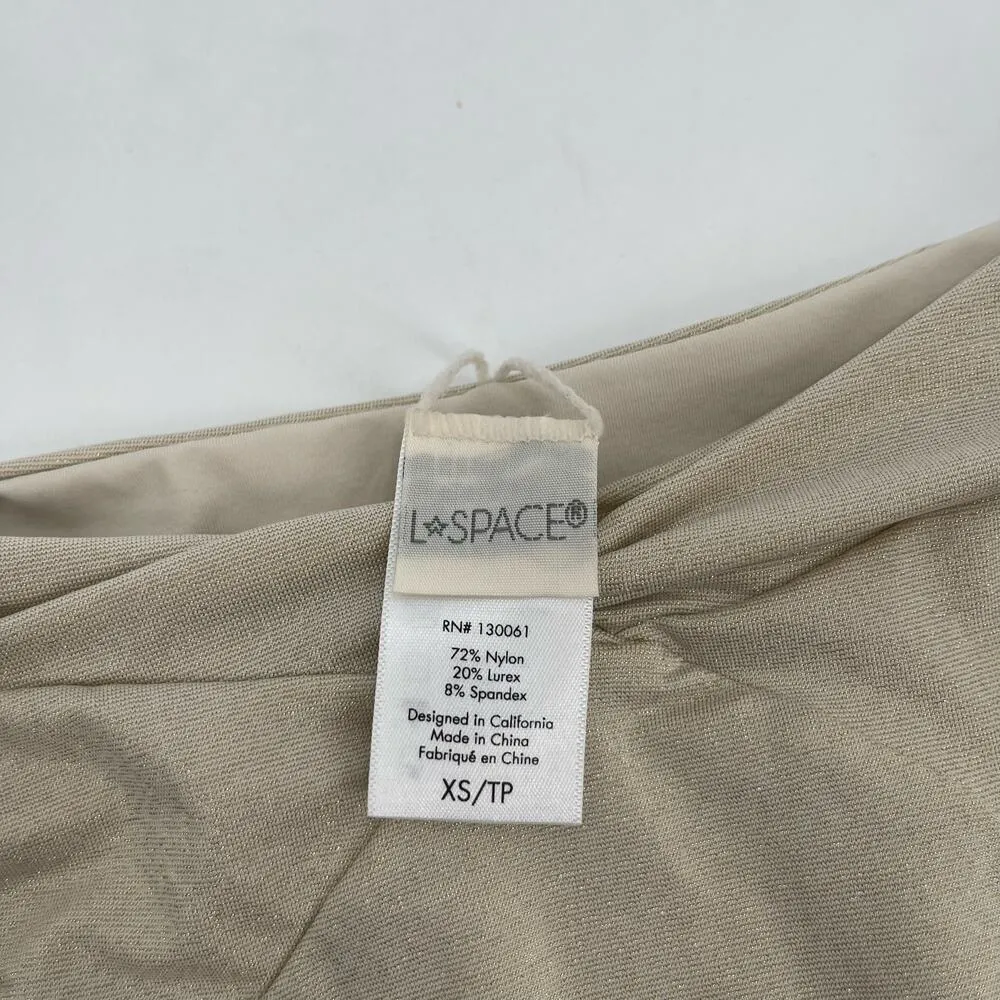 L☆SPACE®
RN# 130061
72% Nylon
20% Lurex
8% Spandex
Designed in California
Made in China
Fabriqué en Chine
XS/TP